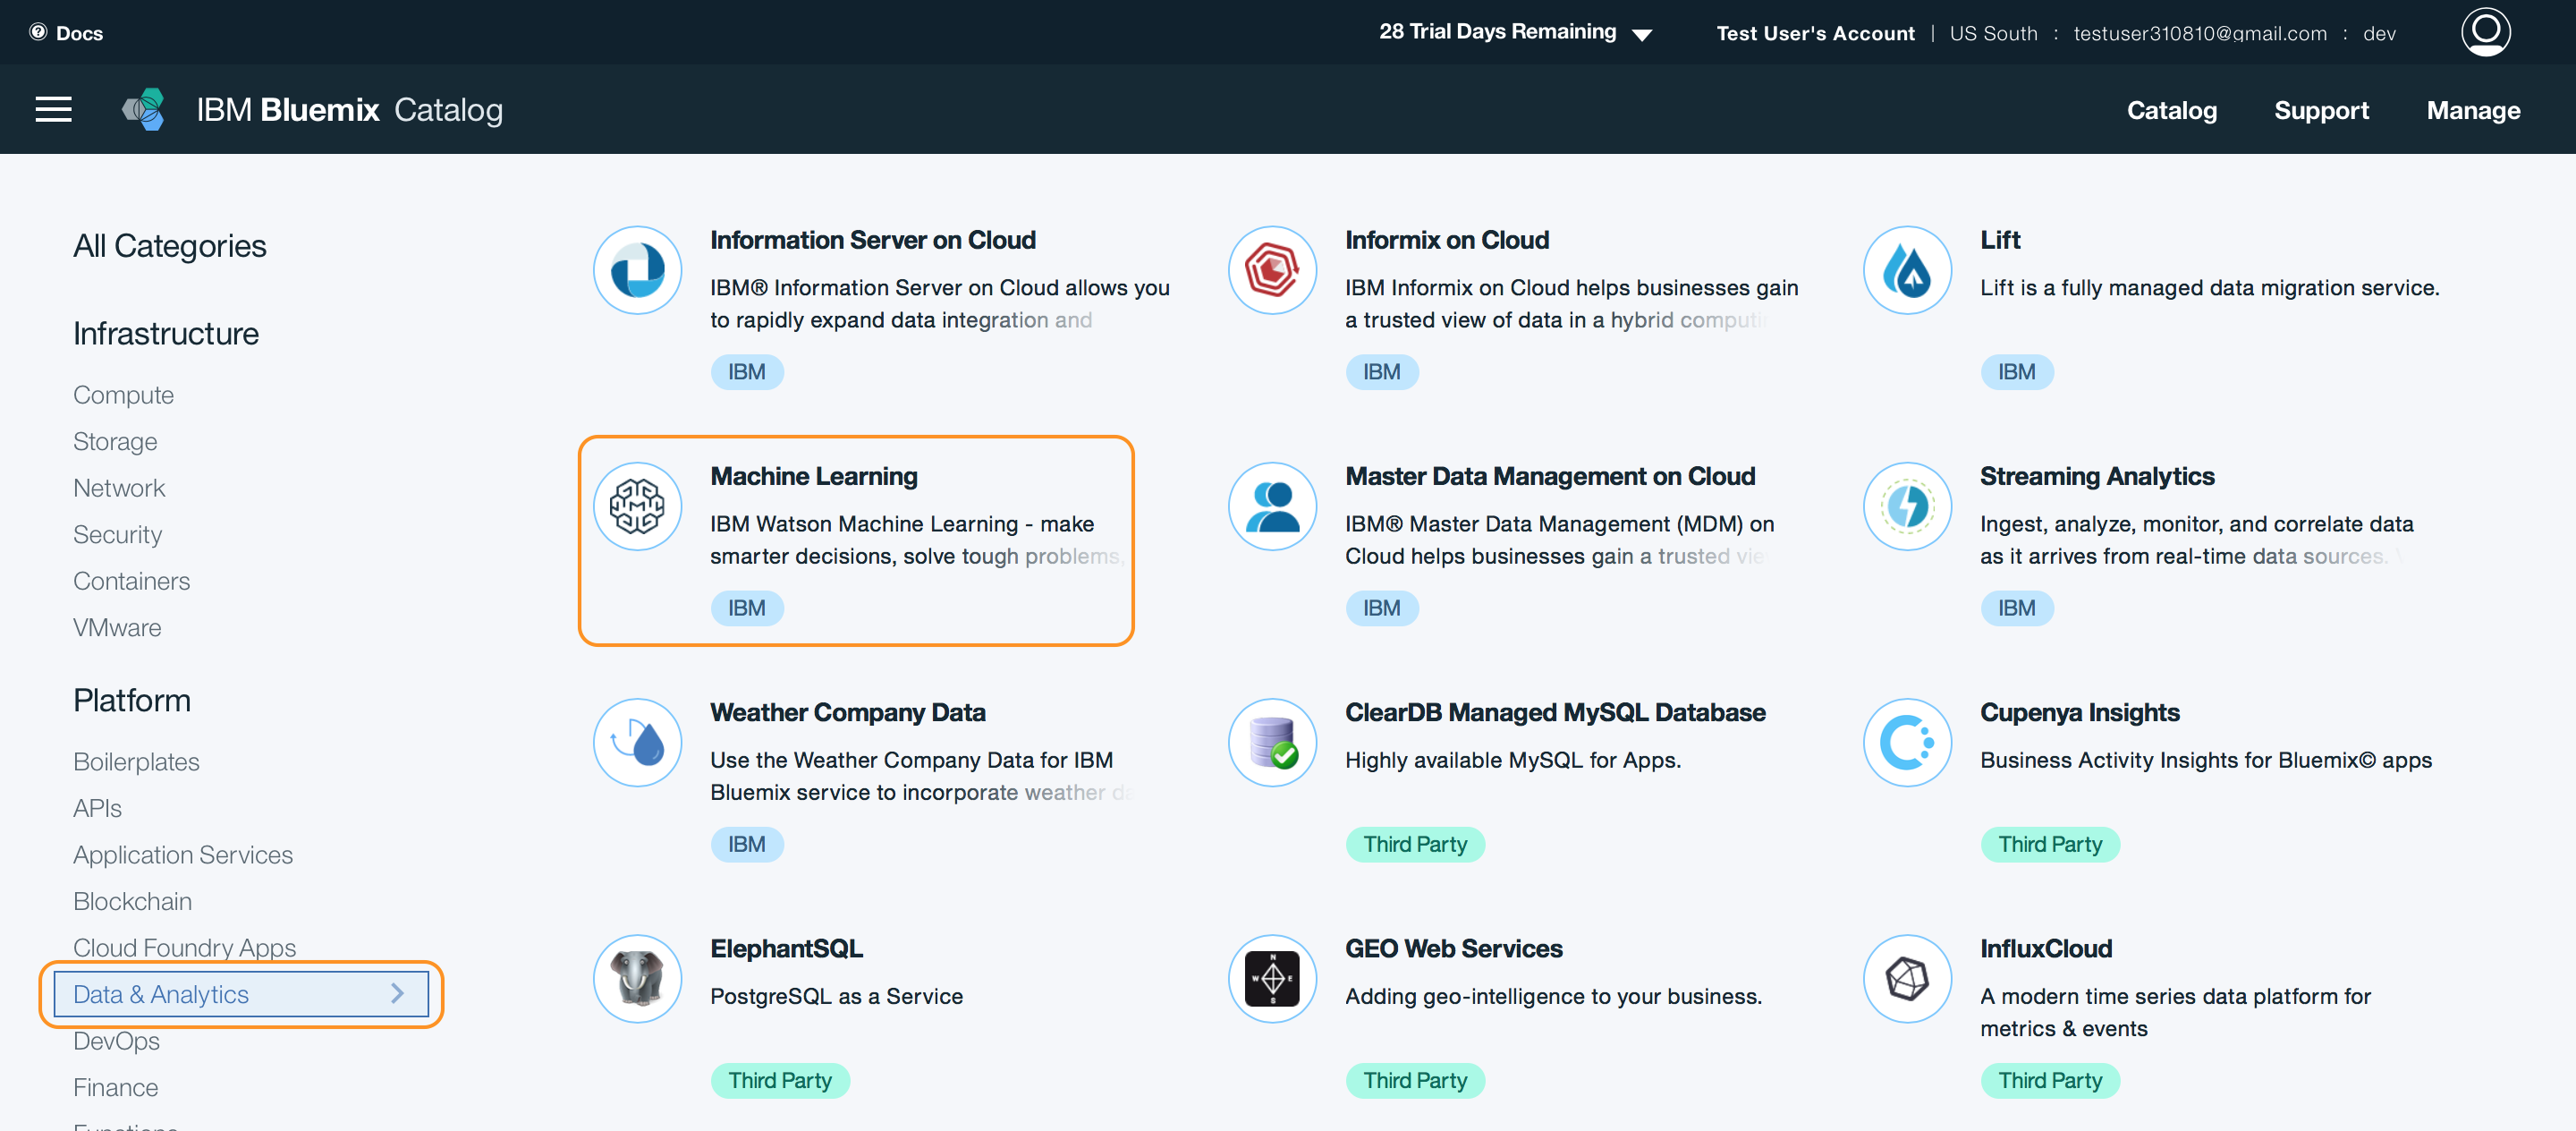 Docs
28 Trial Days Remaining
Test User's Account | US South : testuser310810@gmail.com : dev
IBM Bluemix Catalog
Catalog Support Manage
All Categories
Infrastructure
Compute
Storage
Network
Security
Containers
VMware
Platform
Boilerplates
APIs
Application Services
Blockchain
Cloud Foundry Apps
Data & Analytics
DevOps
Finance
Information Server on Cloud
IBM® Information Server on Cloud allows you
to rapidly expand data integration and
IBM
Informix on Cloud
IBM Informix on Cloud helps businesses gain
a trusted view of data in a hybrid computi
IBM
Lift
Lift is a fully managed data migration service.
IBM
Machine Learning
IBM Watson Machine Learning - make
smarter decisions, solve tough problems,
IBM
Master Data Management on Cloud
IBM® Master Data Management (MDM) on
Cloud helps businesses gain a trusted vie
IBM
Streaming Analytics
Ingest, analyze, monitor, and correlate data
as it arrives from real-time data sources.
IBM
Weather Company Data
Use the Weather Company Data for IBM
Bluemix service to incorporate weather da
IBM
ClearDB Managed MySQL Database
Highly available MySQL for Apps.
Third Party
Cupenya Insights
Business Activity Insights for Bluemix© apps
Third Party
ElephantSQL
PostgreSQL as a Service
Third Party
N
W E
S
GEO Web Services
Adding geo-intelligence to your business.
Third Party
InfluxCloud
A modern time series data platform for
metrics & events
Third Party